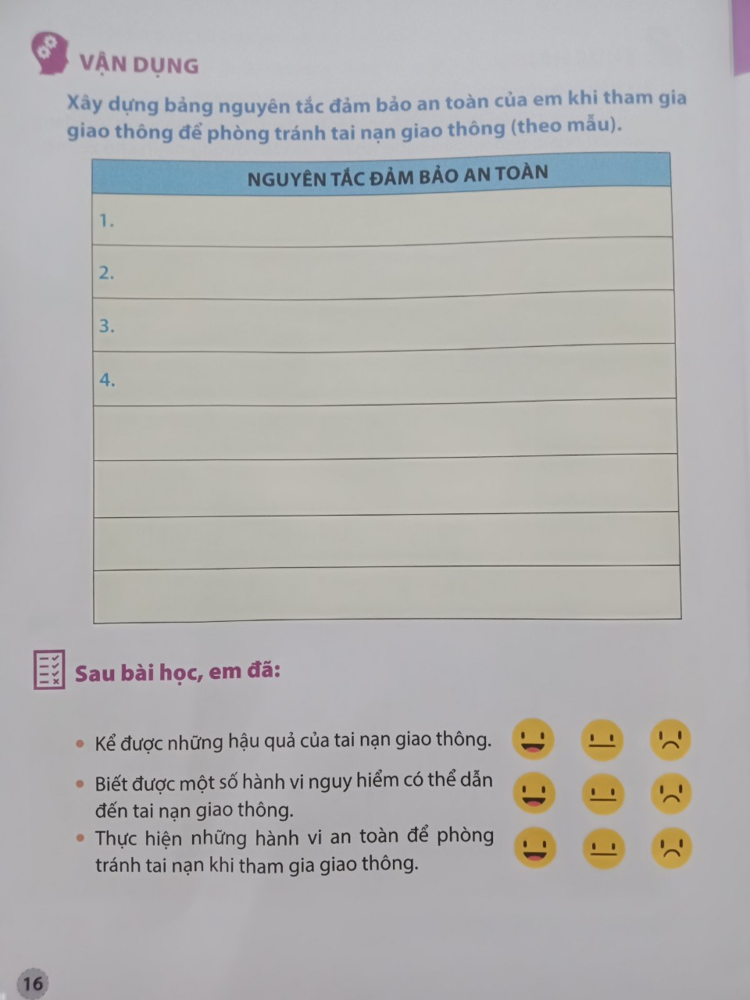 VẬN DỤNG
Xây dựng bảng nguyên tắc đảm bảo an toàn của em khi tham gia
giao thông để phòng tránh tai nạn giao thông (theo mẫu).
NGUYÊN TẮC ĐẢM BẢO AN TOÀN
1.
2.
3.
4.
Sau bài học, em đã:
• Kể được những hậu quả của tai nạn giao thông.
• Biết được một số hành vi nguy hiểm có thể dẫn
đến tai nạn giao thông.
• Thực hiện những hành vi an toàn để phòng
tránh tai nạn khi tham gia giao thông.
16